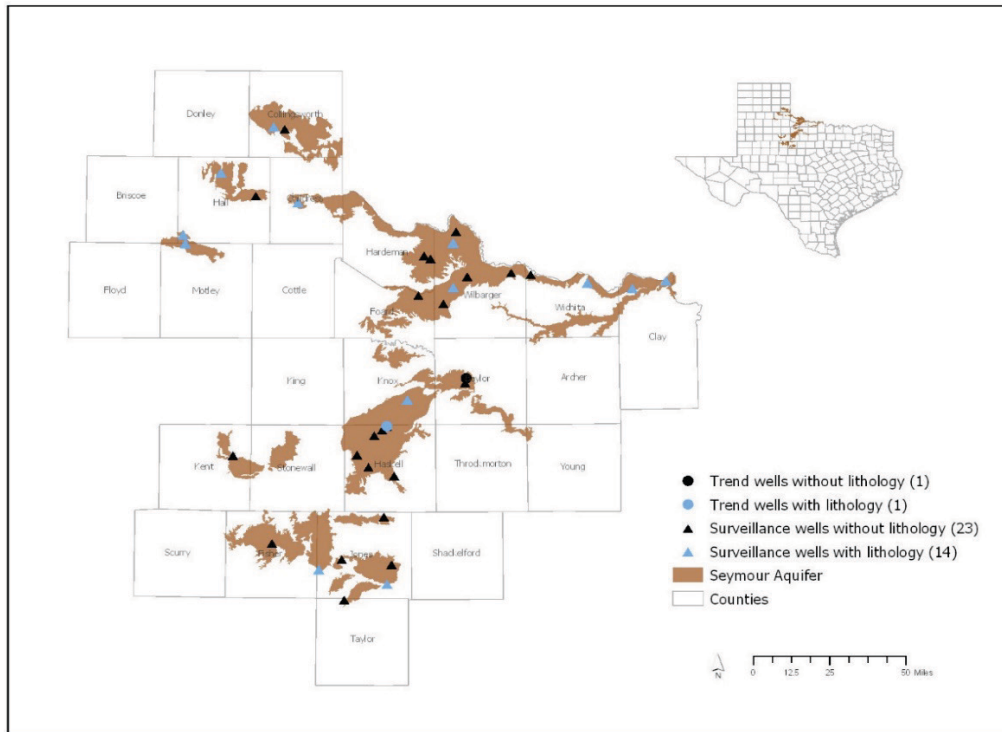 Donley
Collingsworth
Briscoe
Hall
Childress
Hardeman
Floyd
Motley
Cottle
Foard
Wilbarger
Wichita
Clay
King
Knox
Archer
Kent
Stonewall
Haskell
Throckmorton
Young
Scurry
Fisher
Jones
Shackelford
Taylor
Trend wells without lithology (1)
Trend wells with lithology (1)
Surveillance wells without lithology (23)
Surveillance wells with lithology (14)
Seymour Aquifer
Counties
N
0 12.5 25 50 Miles